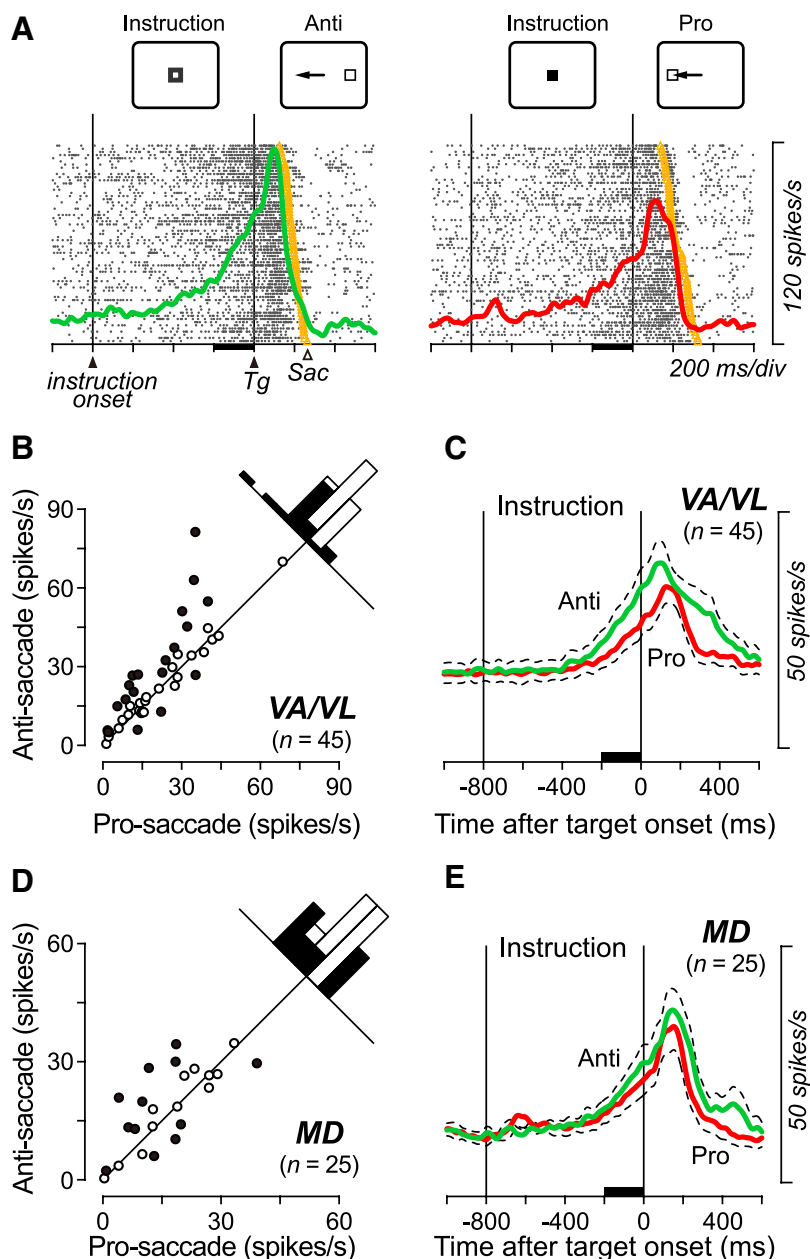 A
Instruction Anti Instruction Pro
120 spikes/s
instruction onset Tg Sac 200 ms/div
B
Anti-saccade (spikes/s)
90
60
30
0
0 30 60 90
Pro-saccade (spikes/s)
VA/VL
(n = 45)
C
Instruction VA/VL
(n = 45)
Anti
Pro
50 spikes/s
-800 -400 0 400
Time after target onset (ms)
D
Anti-saccade (spikes/s)
60
30
0
0 30 60
Pro-saccade (spikes/s)
MD
(n = 25)
E
Instruction MD
(n = 25)
Anti
Pro
50 spikes/s
-800 -400 0 400
Time after target onset (ms)